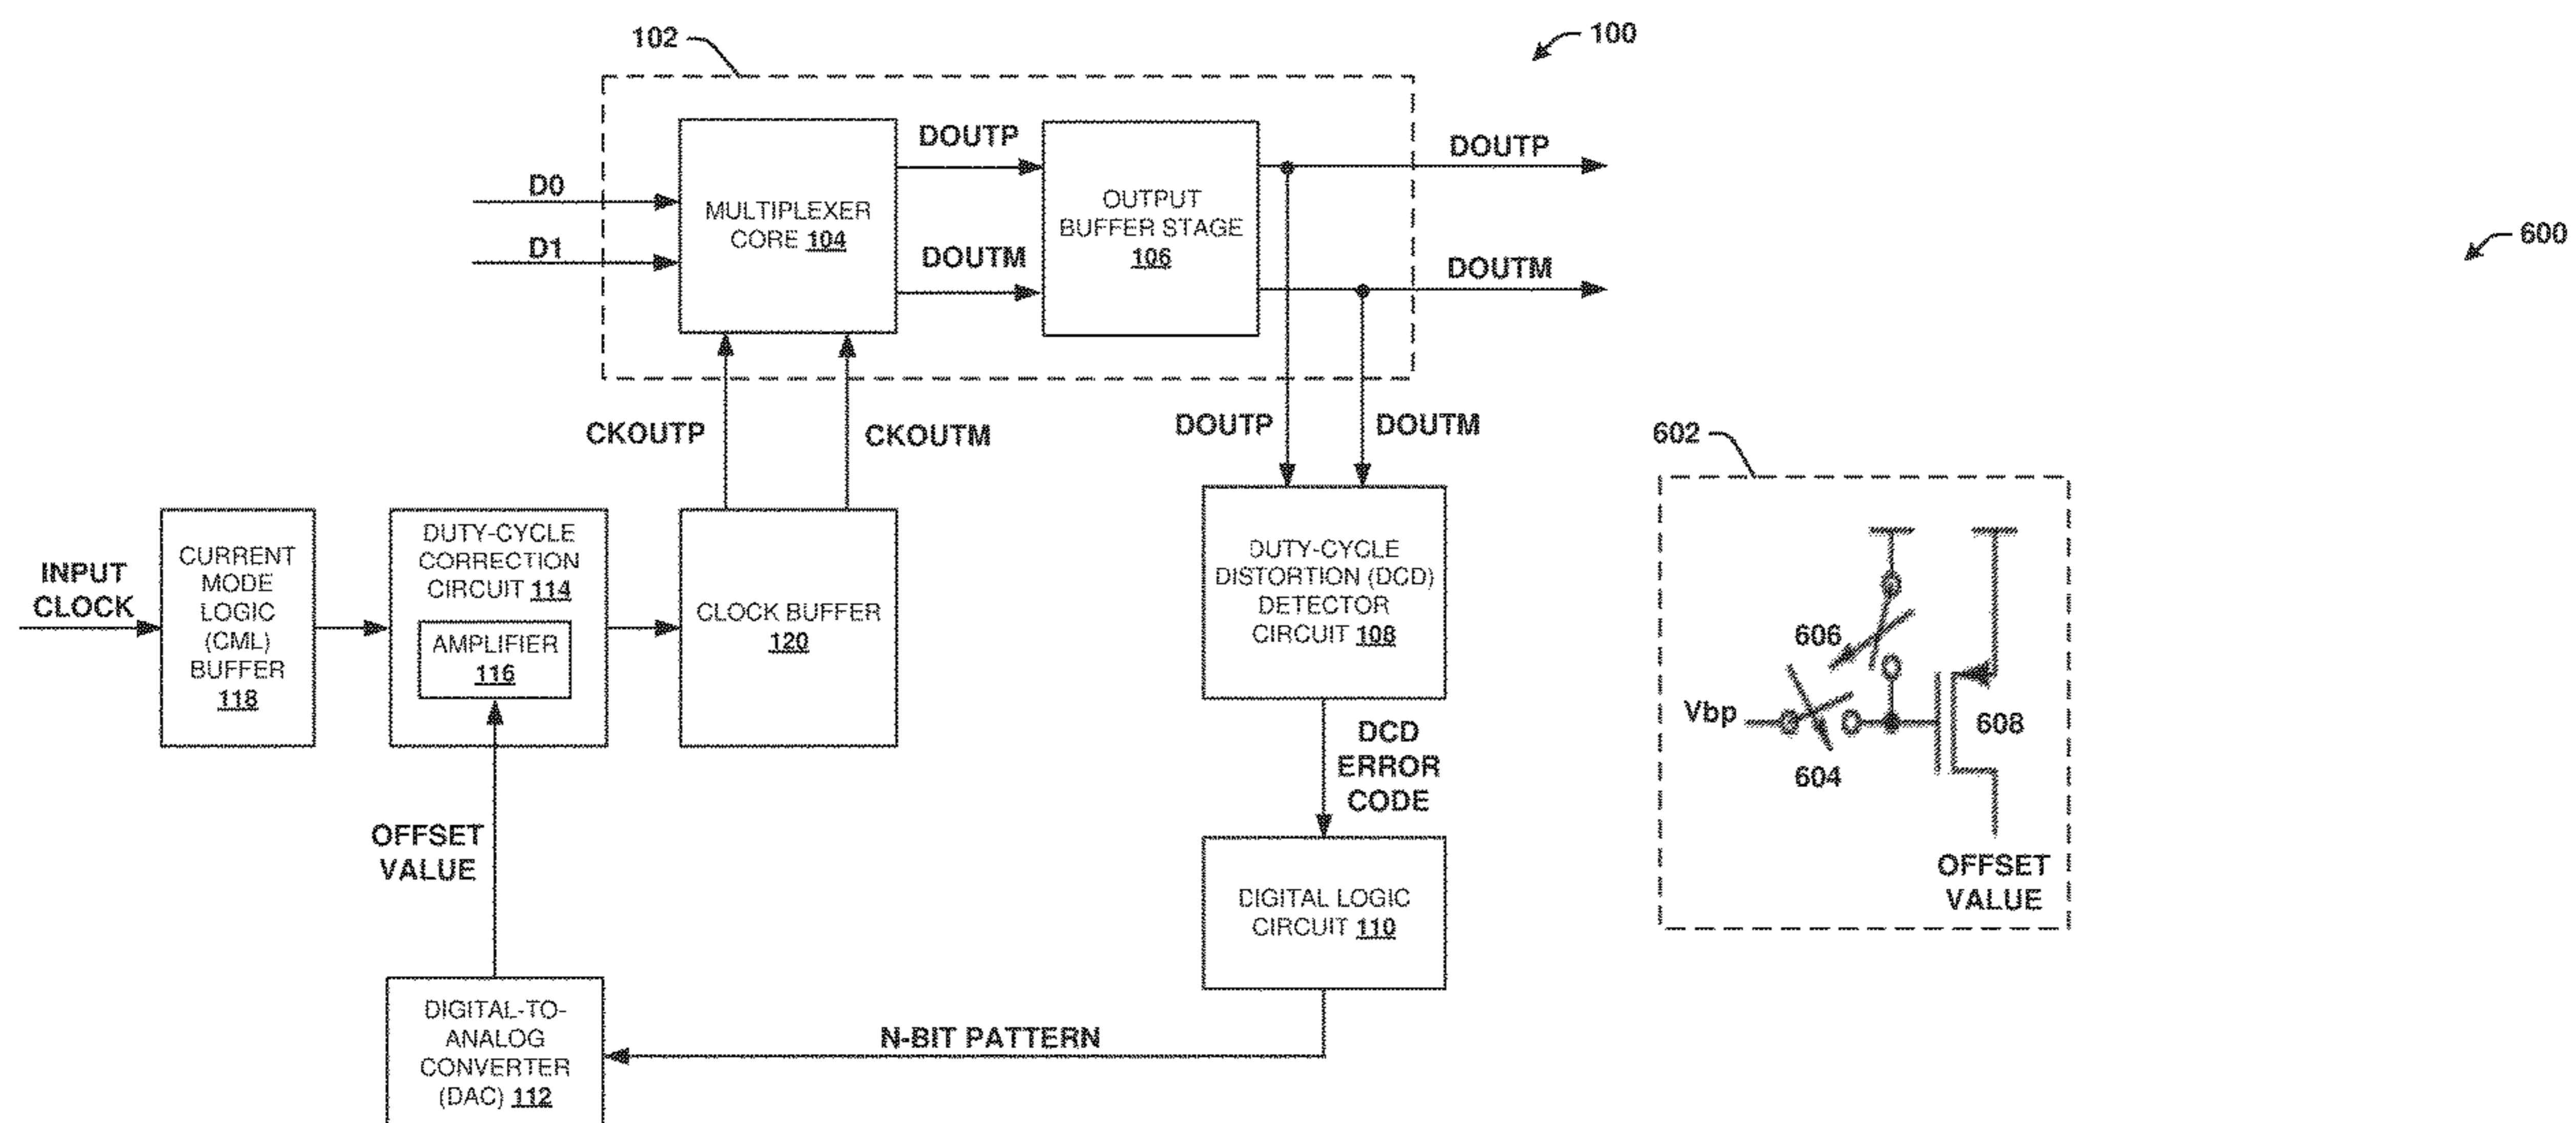 102
100
DOUTP
DOUTP
D0
MULTIPLEXER
CORE 104
OUTPUT
BUFFER STAGE
106
D1
DOUTM
DOUTM
600
CKOUTP
CKOUTM
DOUTP
DOUTM
INPUT
CLOCK
CURRENT
MODE
LOGIC
(CML)
BUFFER
118
DUTY-CYCLE
CORRECTION
CIRCUIT 114
AMPLIFIER
116
CLOCK BUFFER
120
DUTY-CYCLE
DISTORTION (DCD)
DETECTOR
CIRCUIT 108
DCD
ERROR
CODE
OFFSET
VALUE
DIGITAL LOGIC
CIRCUIT 110
DIGITAL-TO-
ANALOG
CONVERTER
(DAC) 112
N-BIT PATTERN
602
606
Vbp
608
604
OFFSET
VALUE